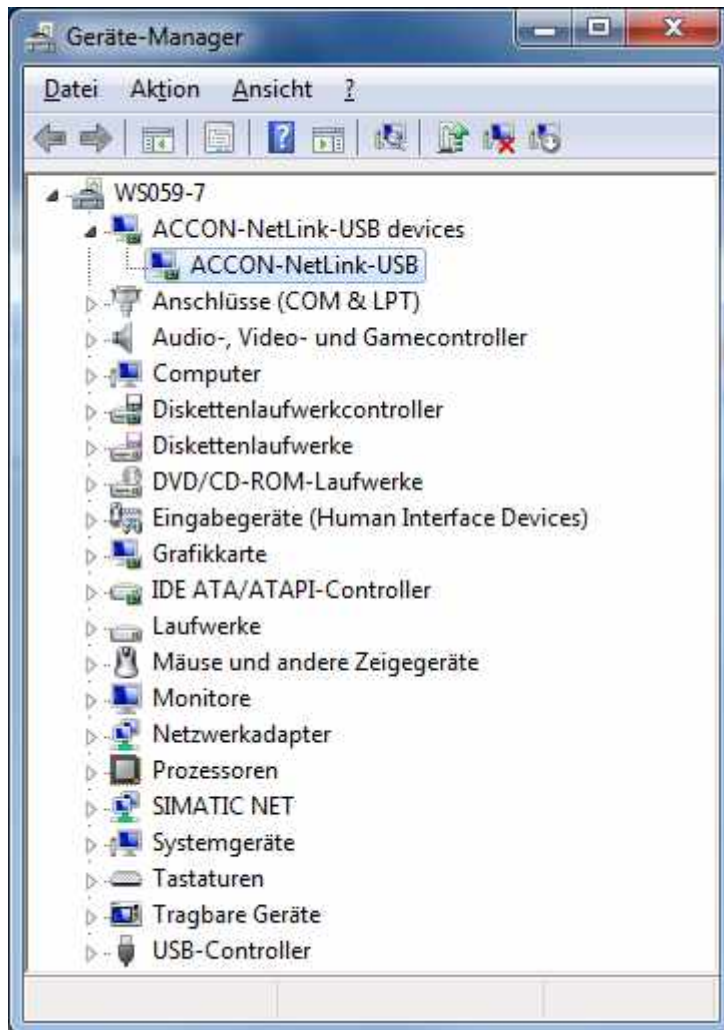 Geräte-Manager
Datei Aktion Ansicht ?
WS059-7
ACCON-NetLink-USB devices
ACCON-NetLink-USB
Anschlüsse (COM & LPT)
Audio-, Video- und Gamecontroller
Computer
Diskettenlaufwerkcontroller
Diskettenlaufwerke
DVD/CD-ROM-Laufwerke
Eingabegeräte (Human Interface Devices)
Grafikkarte
IDE ATA/ATAPI-Controller
Laufwerke
Mäuse und andere Zeigegeräte
Monitore
Netzwerkadapter
Prozessoren
SIMATIC NET
Systemgeräte
Tastaturen
Tragbare Geräte
USB-Controller